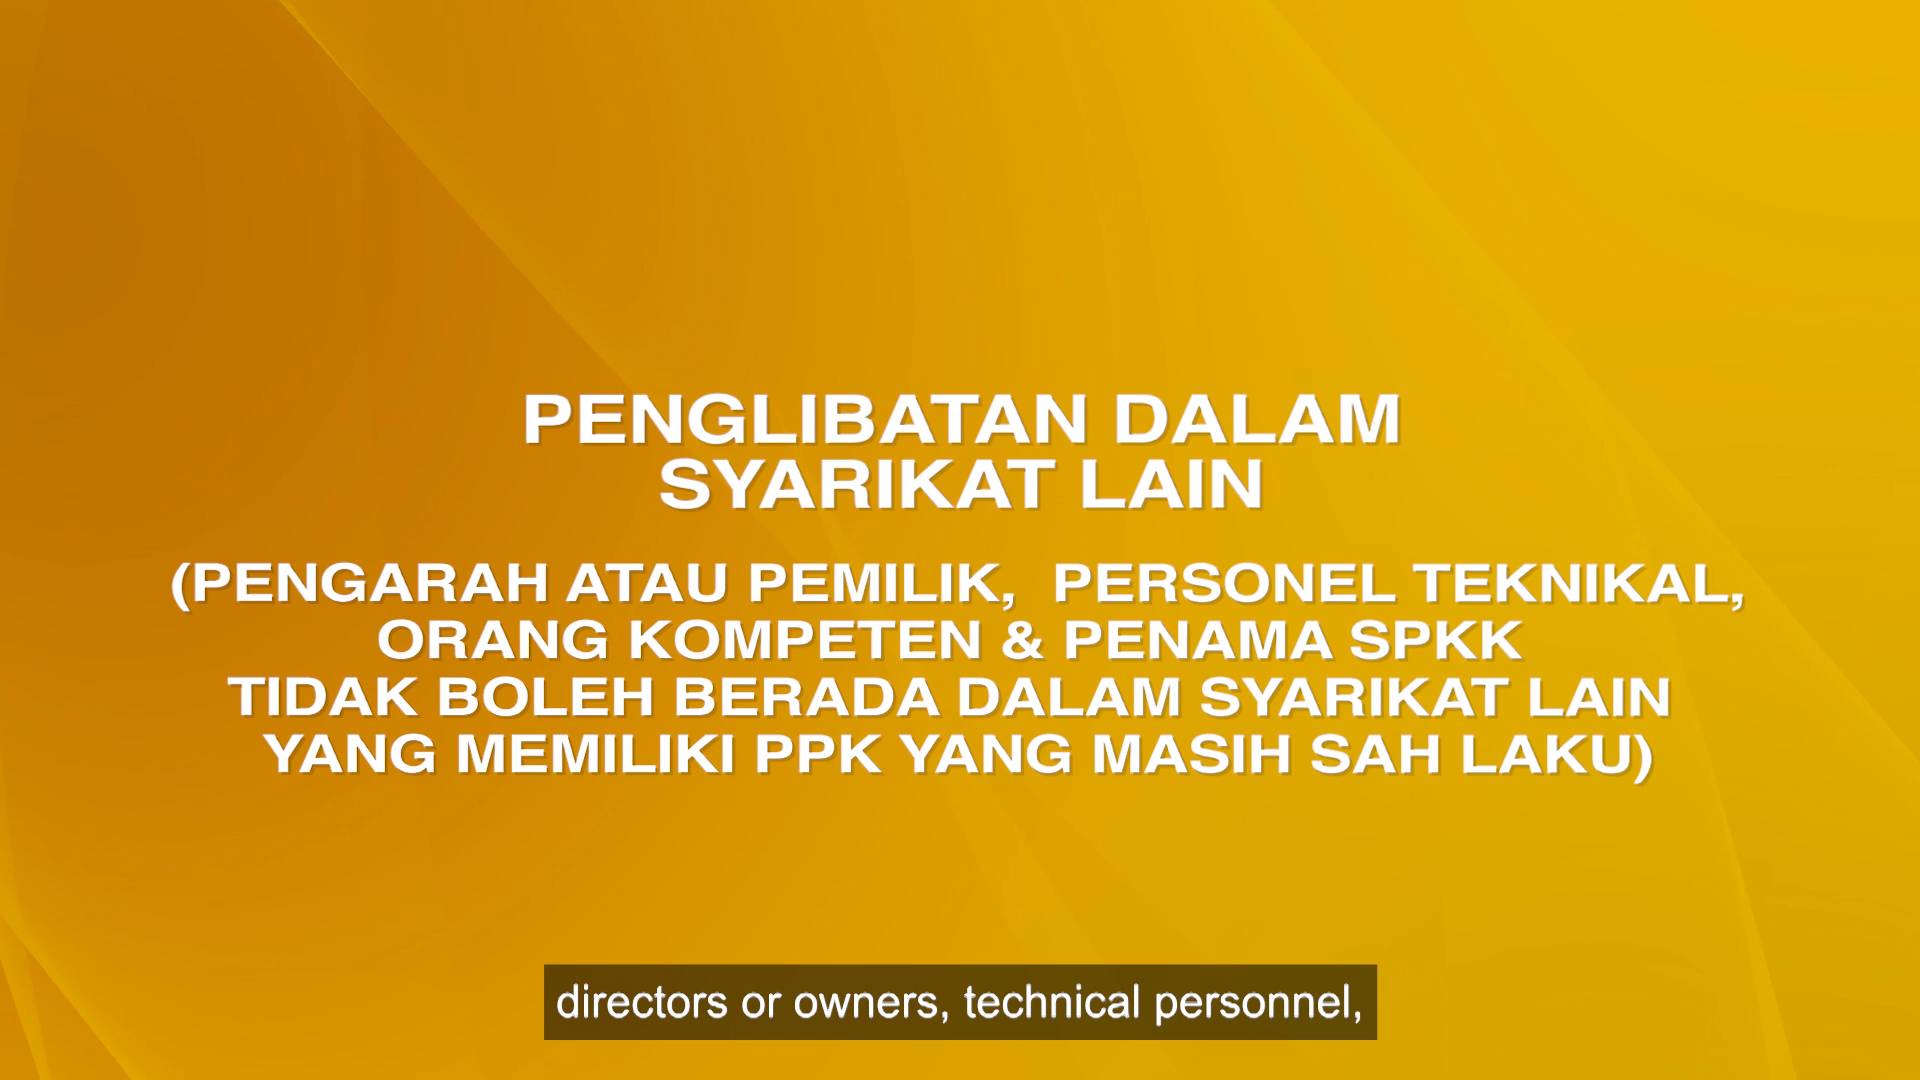 PENGLIBATAN DALAM
SYARIKAT LAIN
(PENGARAH ATAU PEMILIK, PERSONEL TEKNIKAL,
ORANG KOMPETEN & PENAMA SPKK
TIDAK BOLEH BERADA DALAM SYARIKAT LAIN
YANG MEMILIKI PPK YANG MASIH SAH LAKU)
directors or owners, technical personnel,